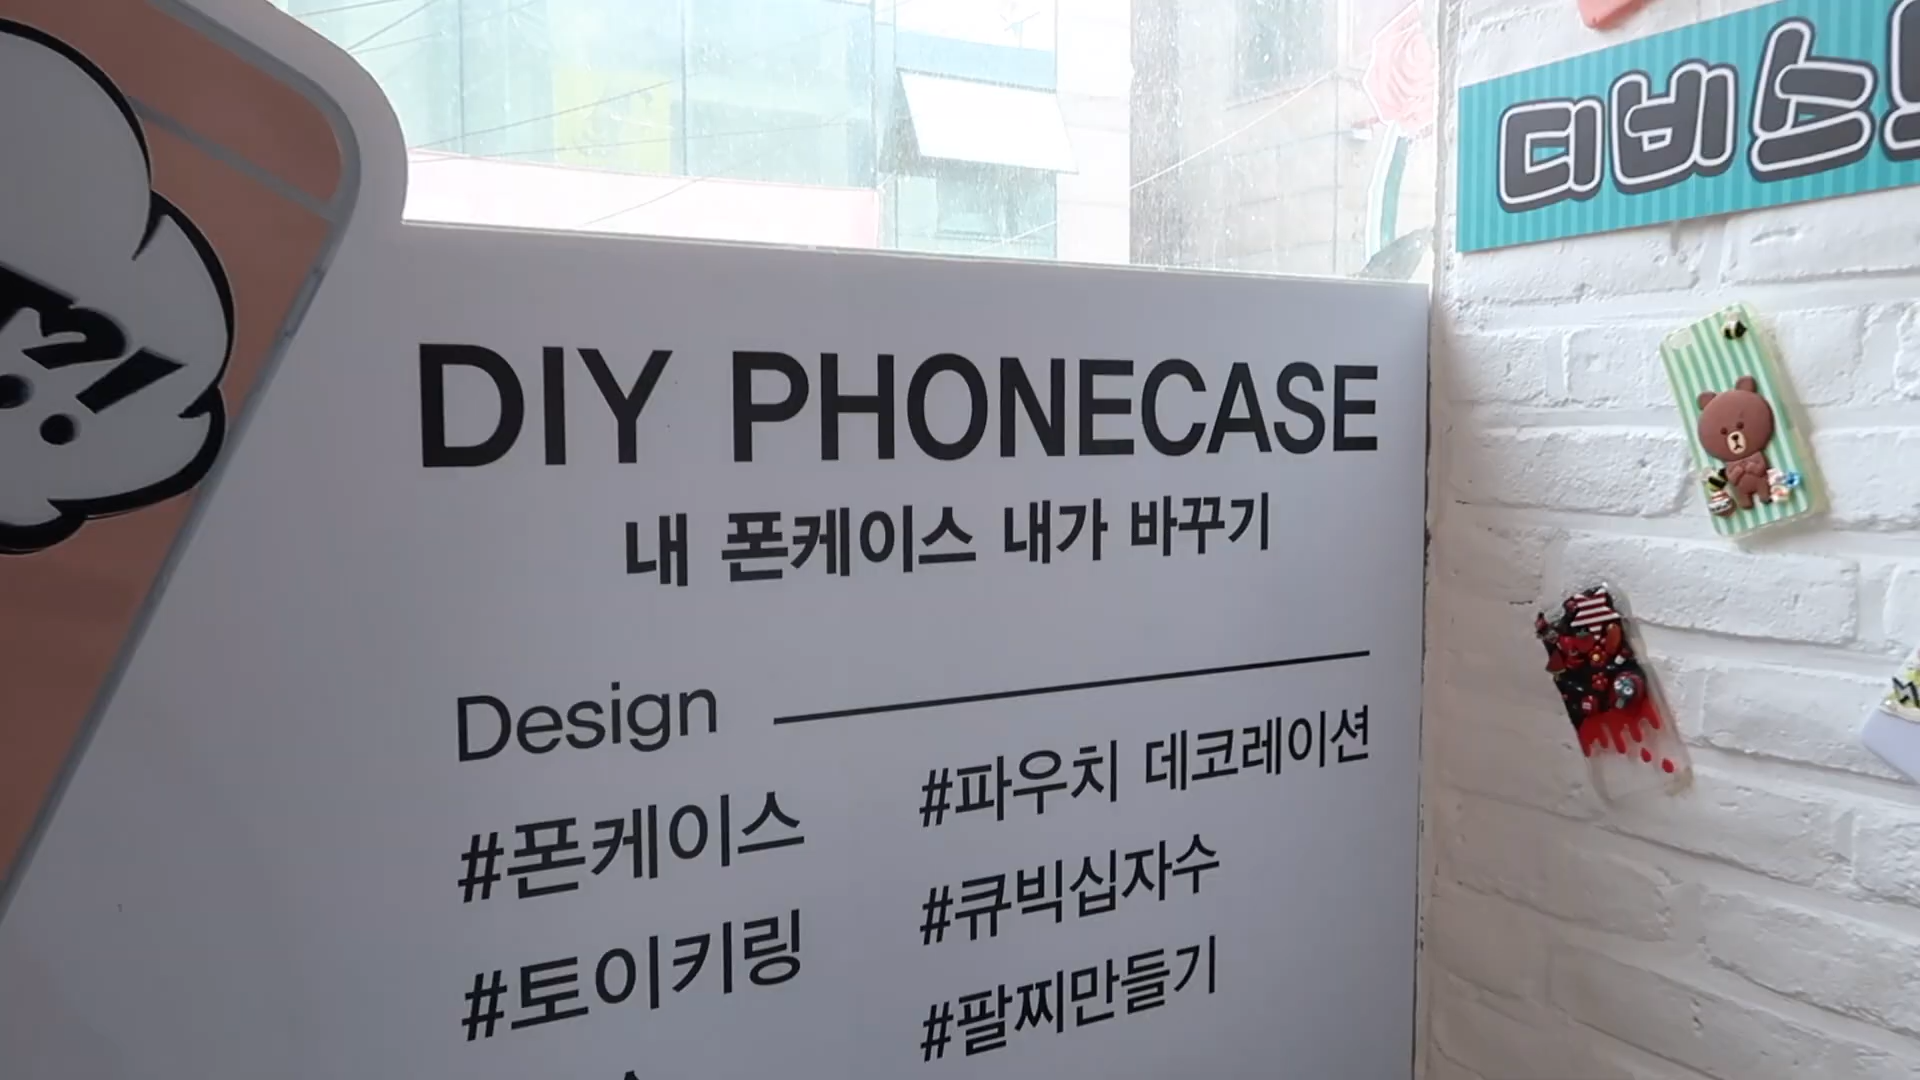 디비스
DIY PHONECASE
내 폰케이스 내가 바꾸기
Design
#폰케이스
#파우치 데코레이션
#토이키링
#큐빅십자수
#팔찌만들기